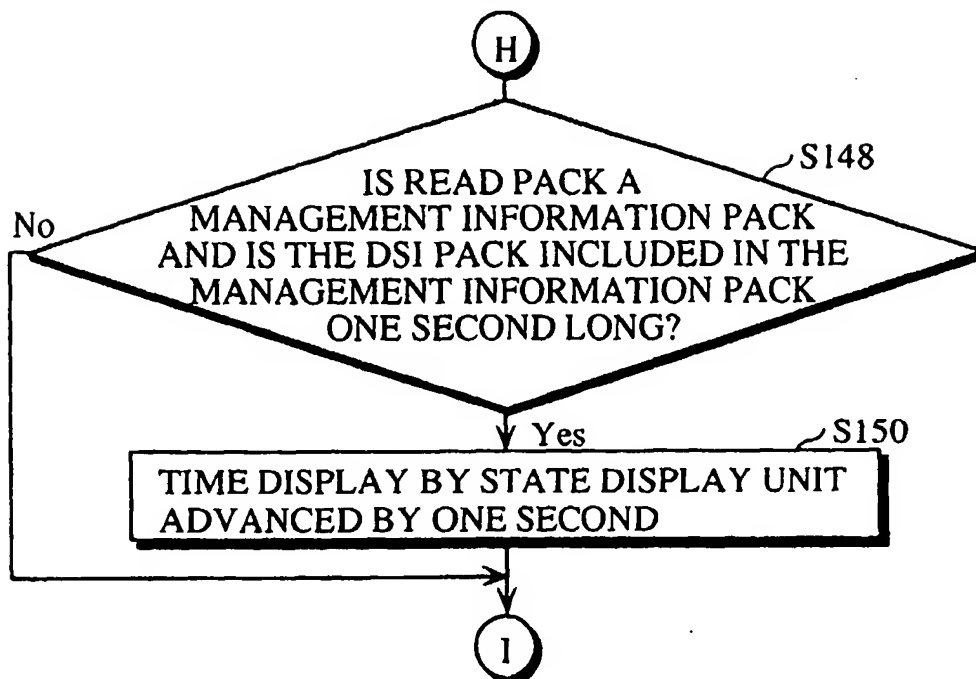 H
S148
IS READ PACK A
MANAGEMENT INFORMATION PACK
AND IS THE DSI PACK INCLUDED IN THE
MANAGEMENT INFORMATION PACK
ONE SECOND LONG?
No
Yes
S150
TIME DISPLAY BY STATE DISPLAY UNIT
ADVANCED BY ONE SECOND
I